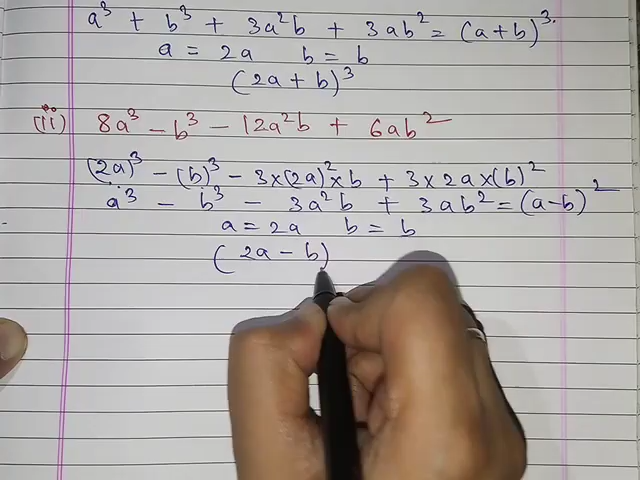 a³ + b³ + 3a²b + 3ab² = (a+b)³.
a = 2a b = b
(2a + b)³
(ii) 8a³ - b³ - 12a²b + 6ab²
(2a)³ - (b)³ - 3×(2a)²×b + 3×2a×(b)²
a³ - b³ - 3a²b + 3ab² = (a-b)²
a = 2a b = b
(2a - b)